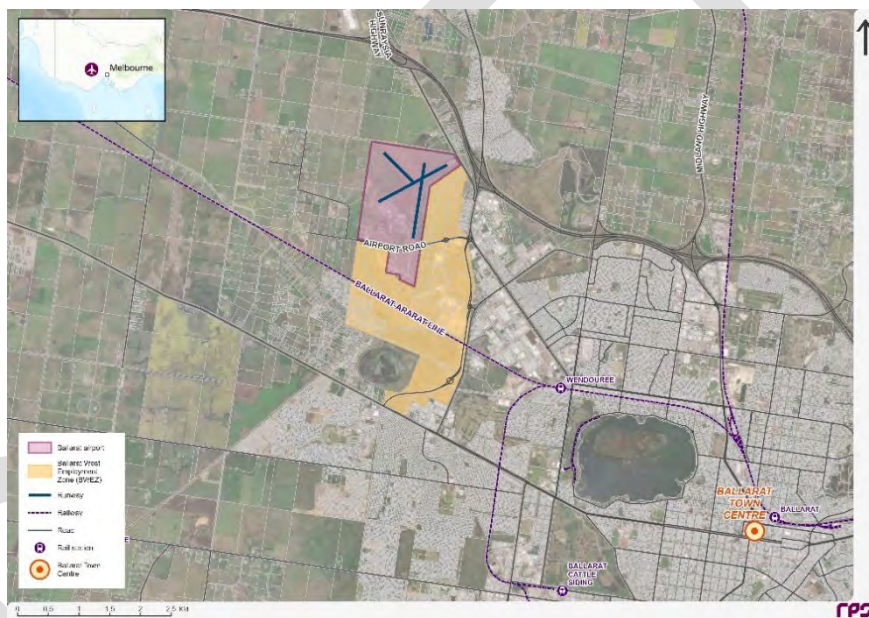 Melbourne
SUNRAYSIA
HIGHWAY
MIDLAND HIGHWAY
AIRPORT ROAD
BALLARAT-ARARAT-LINE
WENDOUREE
BALLARAT
TOWN
CENTRE
BALLARAT
BALLARAT
CATTLE
SIDING
Ballarat airport
Ballarat West
Employment
Zone (BWEZ)
Runway
Railway
Road
Rail station
Ballarat Town
Centre
0 0.5 1 1.5 2 2.5 KM
rps